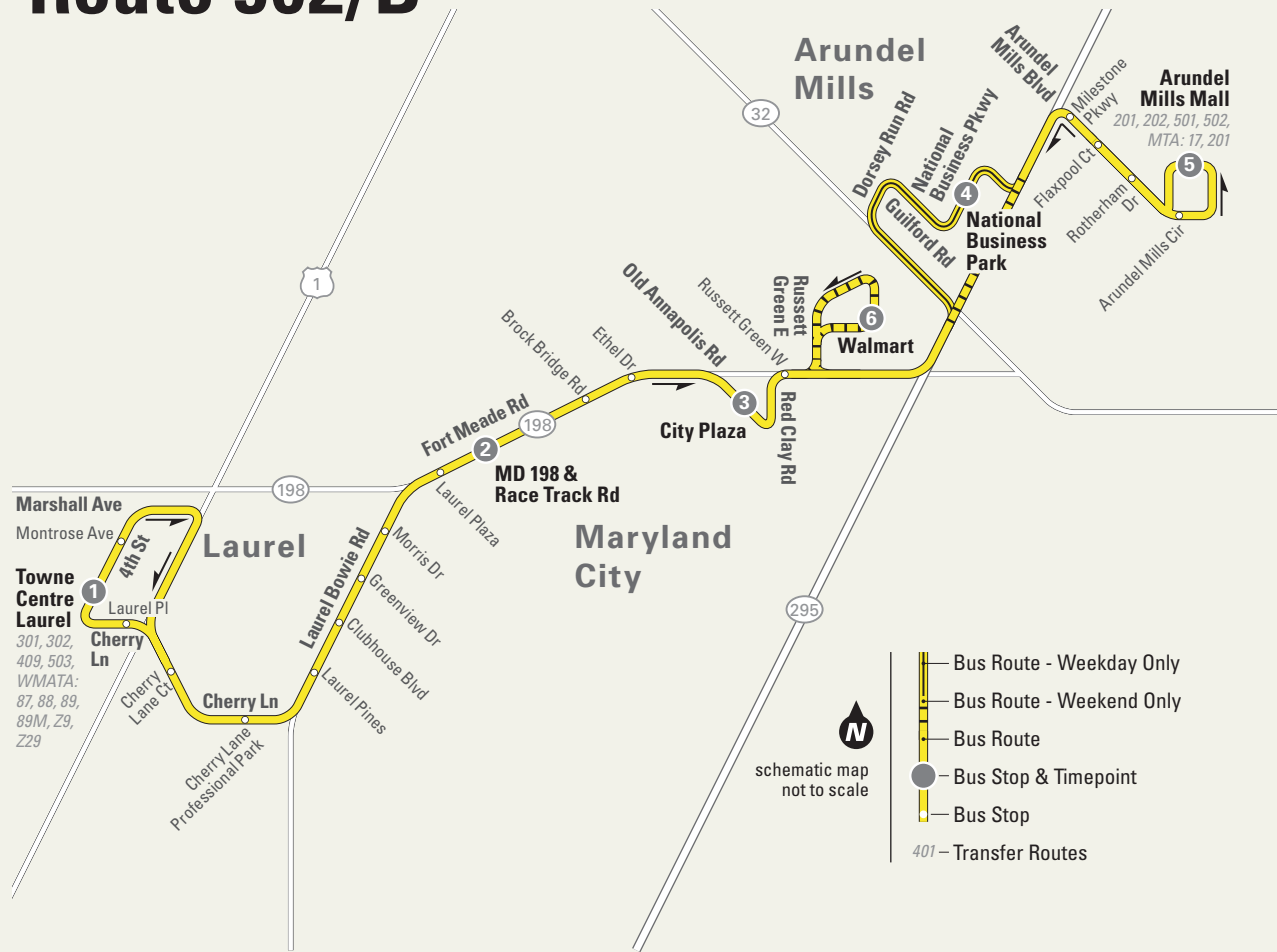 Route 502/B
Arundel
Mills
Arundel
Mills Blvd
Milestone
Pkwy
Arundel
Mills Mall
201, 202, 501, 502,
MTA: 17, 201
5
32
Dorsey Run Rd
National
Business Pkwy
Flaxpool Ct
Rotherham
Dr
Arundel Mills Cir
4
Guilford Rd
National
Business
Park
1
Old Annapolis Rd
Russett Green W
Russett
Green E
6
Walmart
Brock Bridge Rd
Ethel Dr
3
City Plaza
Red Clay Rd
Fort Meade Rd
198
2
MD 198 &
Race Track Rd
198
Laurel Plaza
Marshall Ave
Montrose Ave
4th St
Laurel
Maryland
City
Towne
Centre
Laurel
1
Laurel Pl
Cherry
Ln
301, 302,
409, 503,
WMATA:
87, 88, 89,
89M, Z9,
Z29
Laurel Bowie Rd
Morris Dr
Greenview Dr
Clubhouse Blvd
Laurel Pines
Cherry
Lane Ct
Cherry Ln
Cherry Lane
Professional Park
295
N
schematic map
not to scale
Bus Route - Weekday Only
Bus Route - Weekend Only
Bus Route
Bus Stop & Timepoint
Bus Stop
401 Transfer Routes